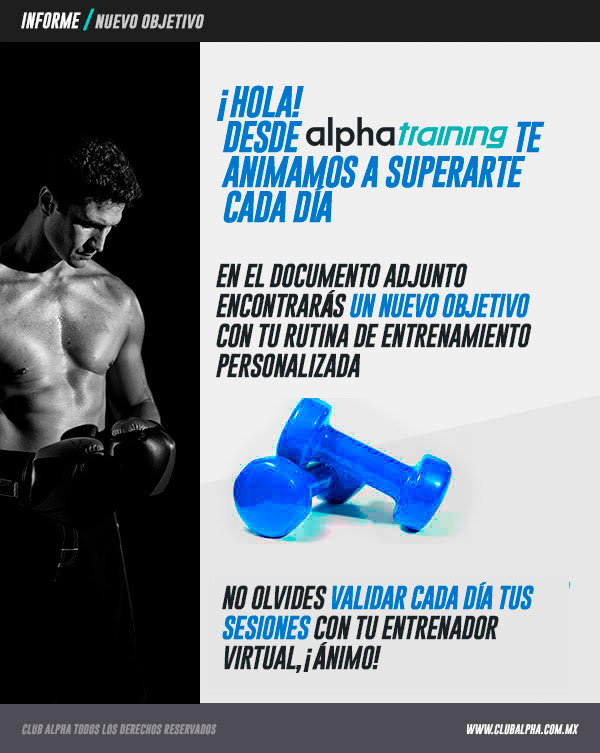 INFORME / NUEVO OBJETIVO
¡HOLA!
DESDE alphatraining TE
ANIMAMOS A SUPERARTE
CADA DÍA
EN EL DOCUMENTO ADJUNTO
ENCONTRARÁS UN NUEVO OBJETIVO
CON TU RUTINA DE ENTRENAMIENTO
PERSONALIZADA
NO OLVIDES VALIDAR CADA DÍA TUS
SESIONES CON TU ENTRENADOR
VIRTUAL, ¡ÁNIMO!
CLUB ALPHA TODOS LOS DERECHOS RESERVADOS
WWW.CLUBALPHA.COM.MX